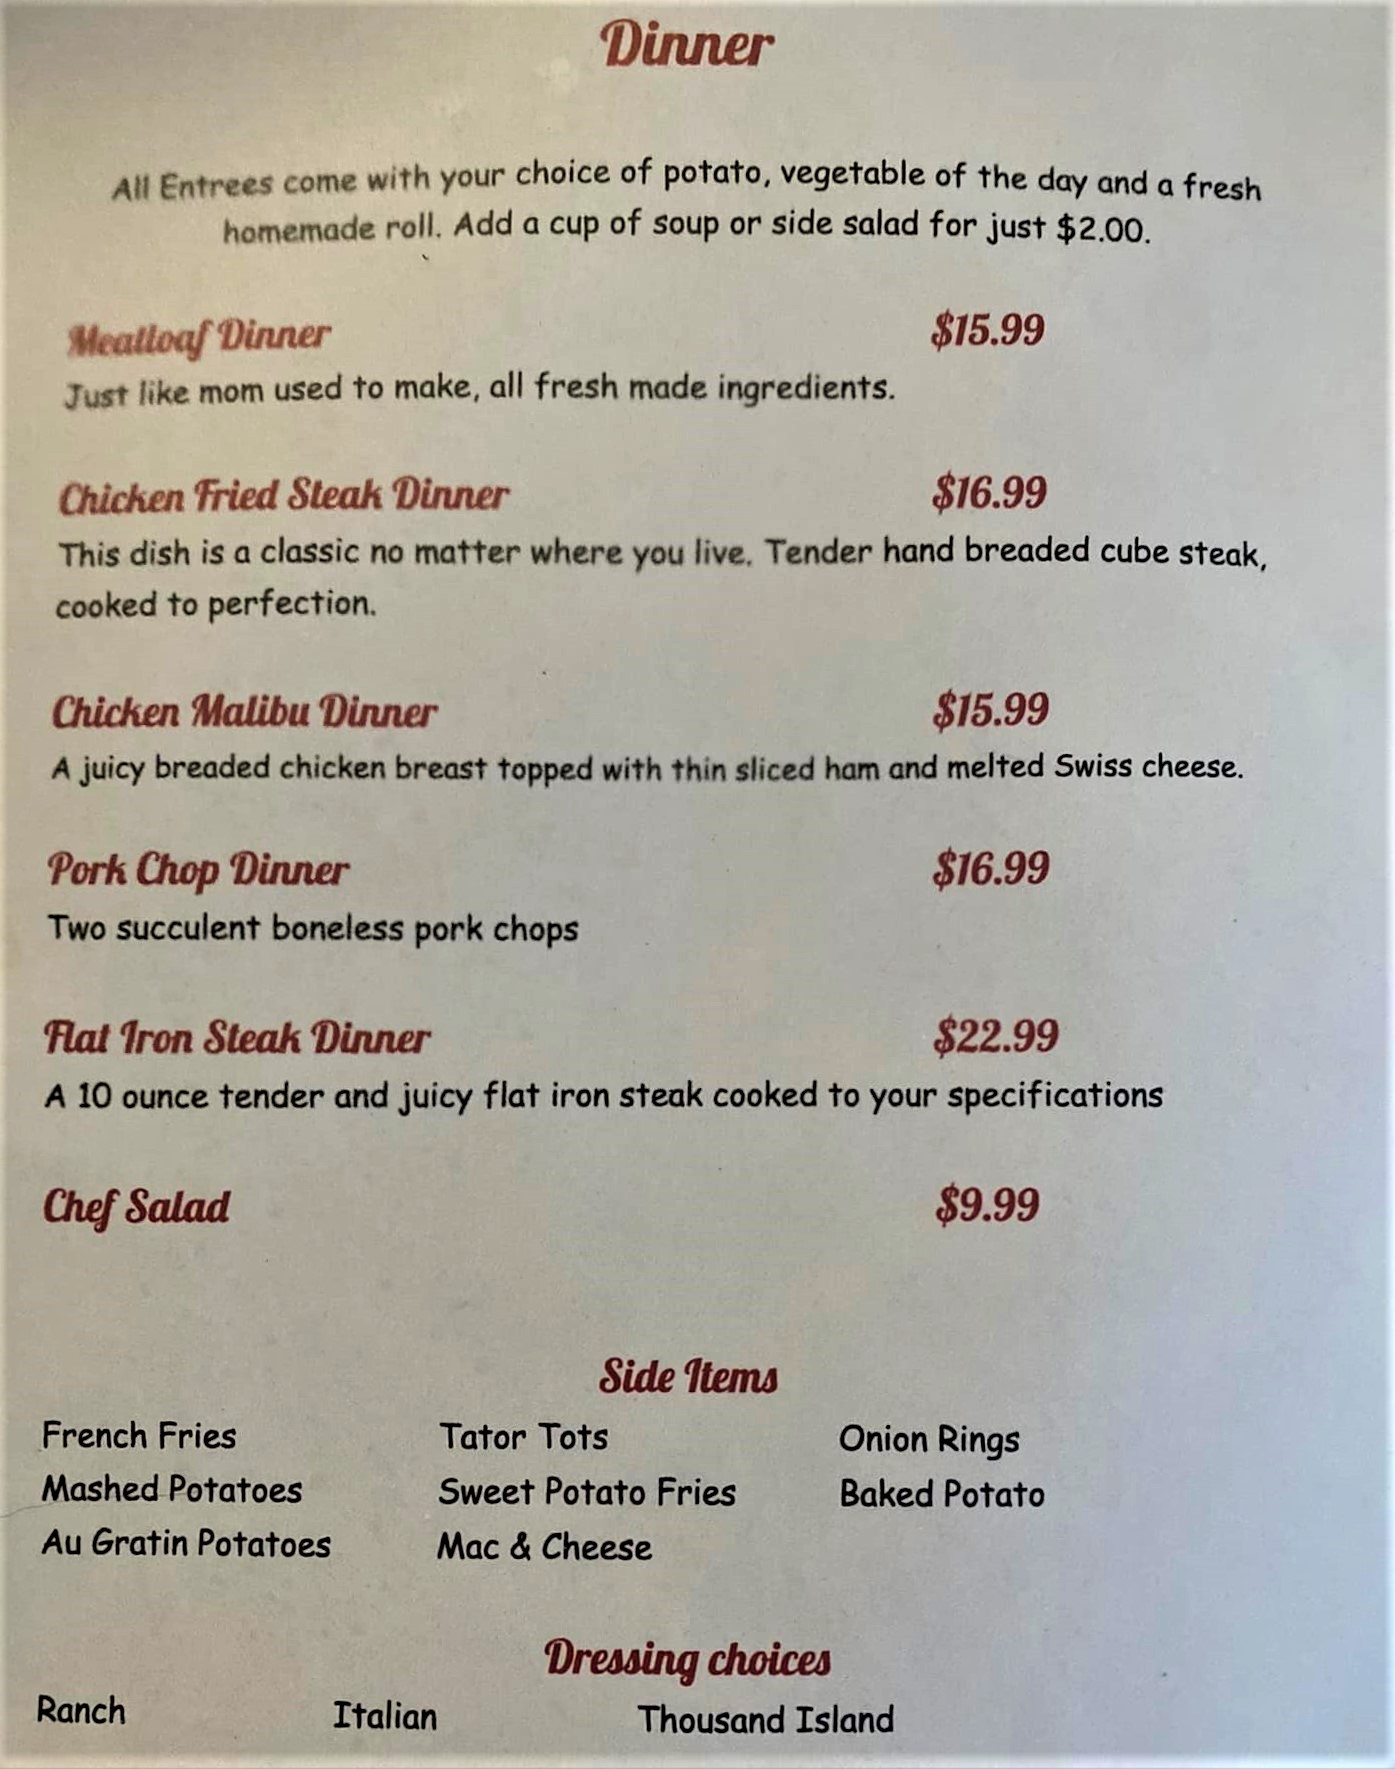 Dinner
All Entrees come with your choice of potato, vegetable of the day and a fresh
homemade roll. Add a cup of soup or side salad for just $2.00.
Meatloaf Dinner $15.99
Just like mom used to make, all fresh made ingredients.
Chicken Fried Steak Dinner $16.99
This dish is a classic no matter where you live. Tender hand breaded cube steak,
cooked to perfection.
Chicken Malibu Dinner $15.99
A juicy breaded chicken breast topped with thin sliced ham and melted Swiss cheese.
Pork Chop Dinner $16.99
Two succulent boneless pork chops
Flat Iron Steak Dinner $22.99
A 10 ounce tender and juicy flat iron steak cooked to your specifications
Chef Salad $9.99
Side Items
French Fries Tator Tots Onion Rings
Mashed Potatoes Sweet Potato Fries Baked Potato
Au Gratin Potatoes Mac & Cheese
Dressing choices
Ranch Italian Thousand Island